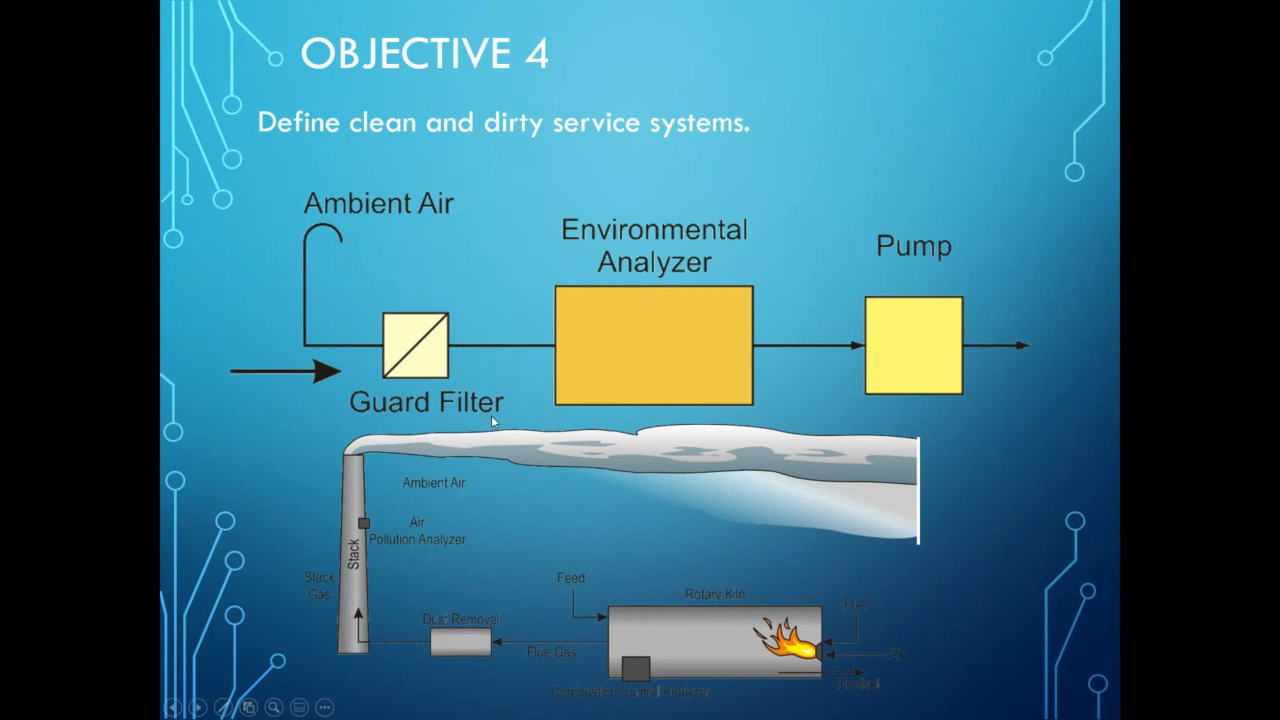 OBJECTIVE 4
Define clean and dirty service systems.
Ambient Air
Environmental
Analyzer
Pump
Guard Filter
Ambient Air
Air
Pollution Analyzer
Stack
Stack
Gas
Feed
Rotary Kiln
Fuel
Dust Removal
Flue Gas
Air
Product
Combustion Control Analyzer